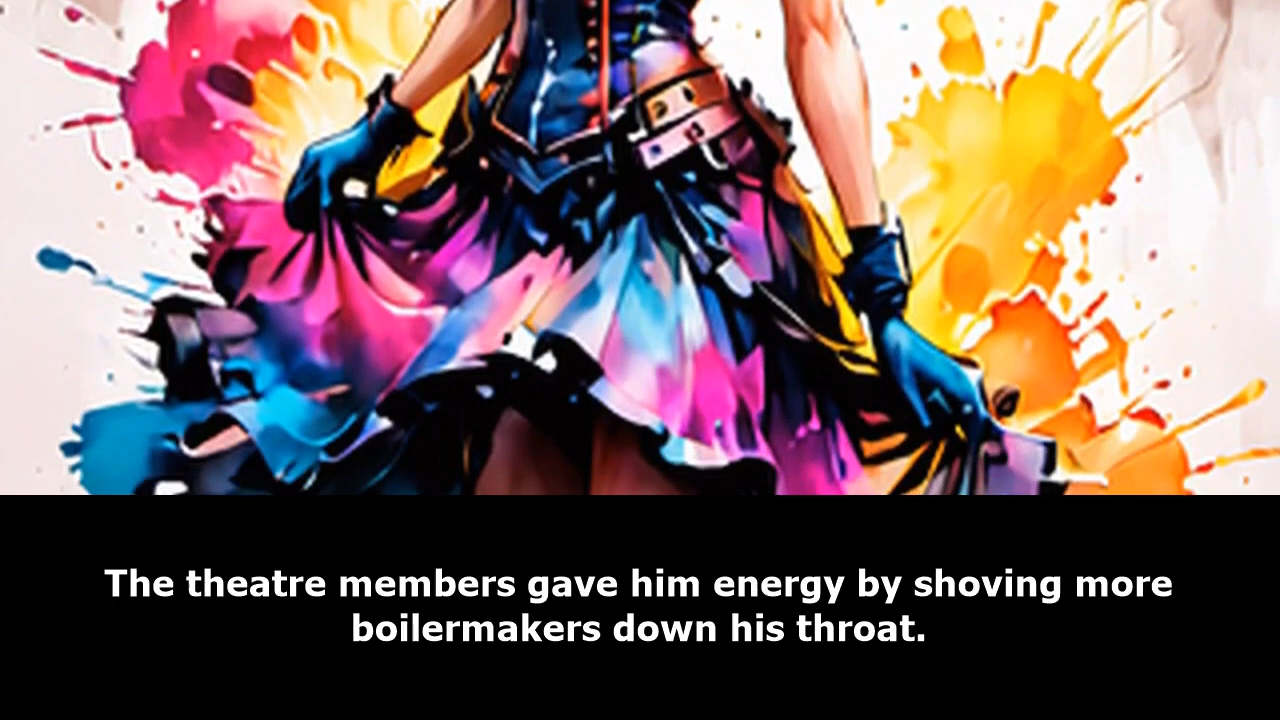 The theatre members gave him energy by shoving more
boilermakers down his throat.